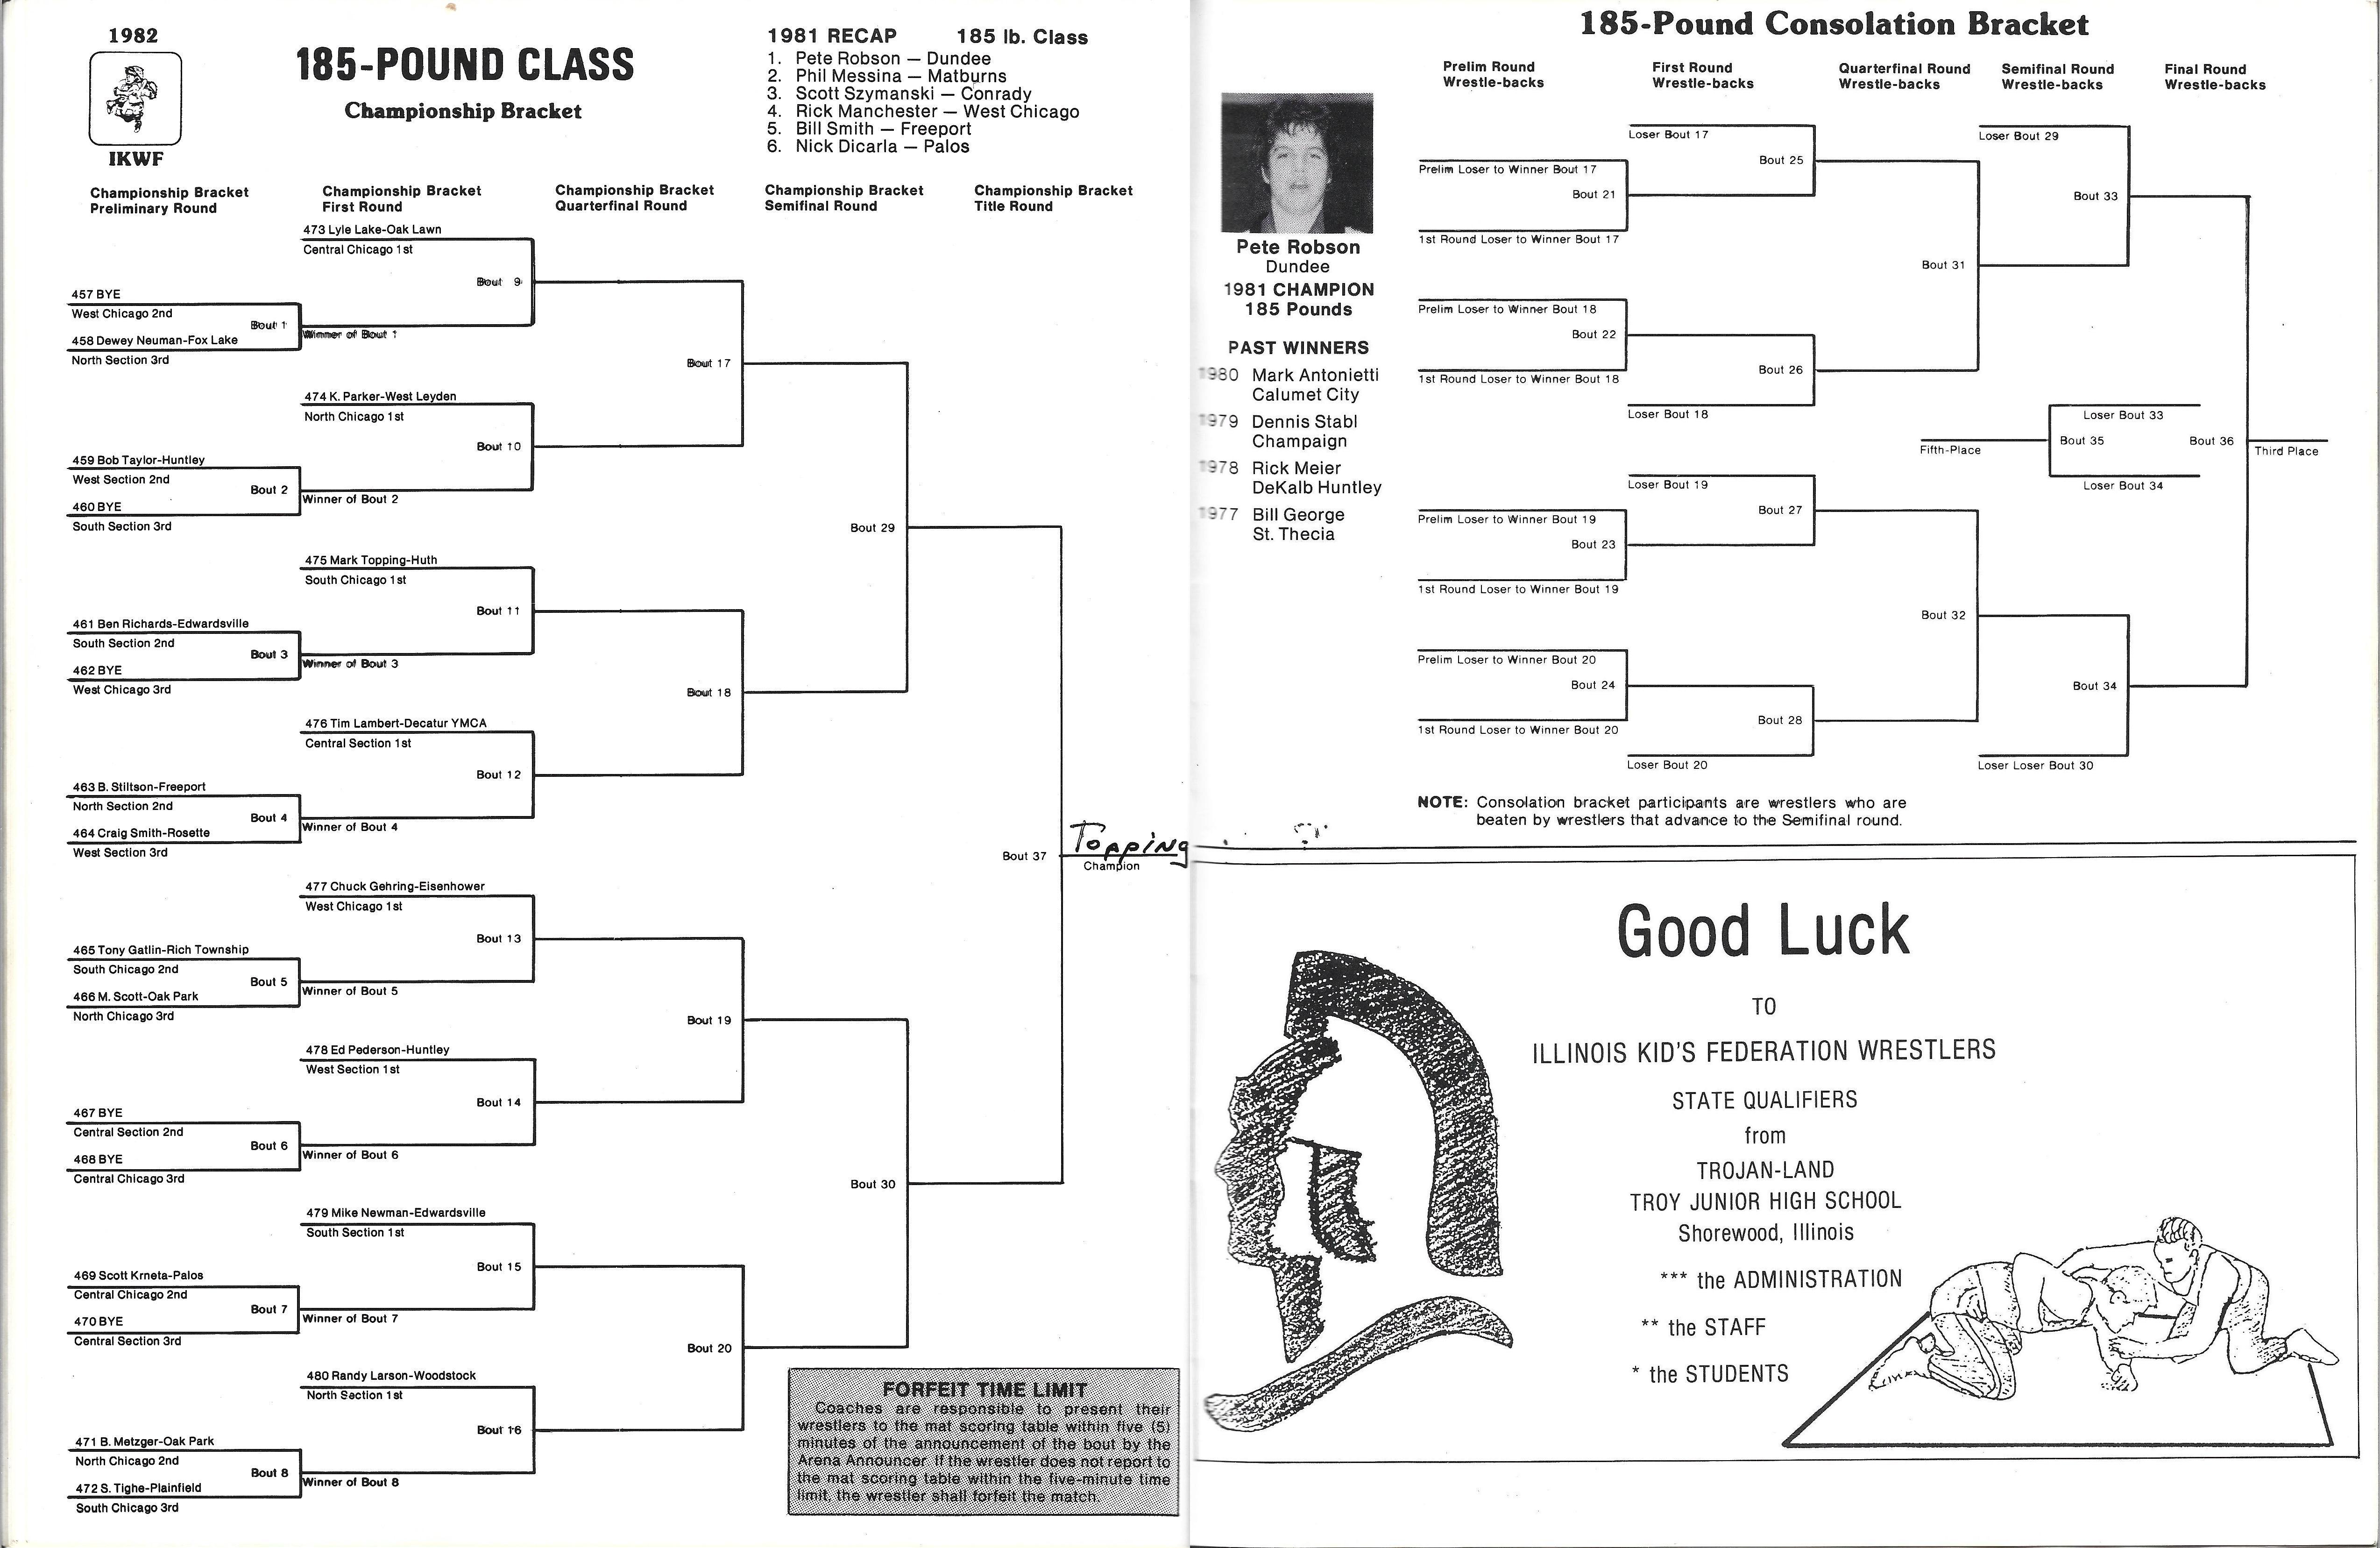 1982
IKWF
185-POUND CLASS
Championship Bracket
1981 RECAP 185 lb. Class
1. Pete Robson — Dundee
2. Phil Messina — Matburns
3. Scott Szymanski — Conrady
4. Rick Manchester — West Chicago
5. Bill Smith — Freeport
6. Nick Dicarla — Palos
Championship Bracket
Preliminary Round
Championship Bracket
First Round
Championship Bracket
Quarterfinal Round
Championship Bracket
Semifinal Round
Championship Bracket
Title Round
473 Lyle Lake-Oak Lawn
Central Chicago 1st
Bout 9
457 BYE
West Chicago 2nd
Bout 1
Winner of Bout 1
458 Dewey Neuman-Fox Lake
North Section 3rd
Bout 17
474 K. Parker-West Leyden
North Chicago 1st
Bout 10
459 Bob Taylor-Huntley
West Section 2nd
Bout 2
Winner of Bout 2
460 BYE
South Section 3rd
Bout 29
475 Mark Topping-Huth
South Chicago 1st
Bout 11
461 Ben Richards-Edwardsville
South Section 2nd
Bout 3
Winner of Bout 3
462 BYE
West Chicago 3rd
Bout 18
476 Tim Lambert-Decatur YMCA
Central Section 1st
Bout 12
463 B. Stiltson-Freeport
North Section 2nd
Bout 4
Winner of Bout 4
464 Craig Smith-Rosette
West Section 3rd
Bout 37
Topping
Champion
477 Chuck Gehring-Eisenhower
West Chicago 1st
Bout 13
465 Tony Gatlin-Rich Township
South Chicago 2nd
Bout 5
Winner of Bout 5
466 M. Scott-Oak Park
North Chicago 3rd
Bout 19
478 Ed Pederson-Huntley
West Section 1st
Bout 14
467 BYE
Central Section 2nd
Bout 6
Winner of Bout 6
468 BYE
Central Chicago 3rd
Bout 30
479 Mike Newman-Edwardsville
South Section 1st
Bout 15
469 Scott Krneta-Palos
Central Chicago 2nd
Bout 7
Winner of Bout 7
470 BYE
Central Section 3rd
Bout 20
480 Randy Larson-Woodstock
North Section 1st
Bout 16
471 B. Metzger-Oak Park
North Chicago 2nd
Bout 8
Winner of Bout 8
472 S. Tighe-Plainfield
South Chicago 3rd
FORFEIT TIME LIMIT
Coaches are responsible to present their
wrestlers to the mat scoring table within five (5)
minutes of the announcement of the bout by the
Arena Announcer. If the wrestler does not report to
the mat scoring table within the five-minute time
limit, the wrestler shall forfeit the match.
185-Pound Consolation Bracket
Prelim Round
Wrestle-backs
First Round
Wrestle-backs
Quarterfinal Round
Wrestle-backs
Semifinal Round
Wrestle-backs
Final Round
Wrestle-backs
Pete Robson
Dundee
1981 CHAMPION
185 Pounds
PAST WINNERS
1980 Mark Antonietti
Calumet City
1979 Dennis Stabl
Champaign
1978 Rick Meier
DeKalb Huntley
1977 Bill George
St. Thecia
Loser Bout 17
Bout 25
Prelim Loser to Winner Bout 17
Bout 21
1st Round Loser to Winner Bout 17
Loser Bout 29
Bout 33
Bout 31
Prelim Loser to Winner Bout 18
Bout 22
1st Round Loser to Winner Bout 18
Bout 26
Loser Bout 18
Loser Bout 33
Fifth-Place
Bout 35
Bout 36
Third Place
Loser Bout 34
Loser Bout 19
Bout 27
Prelim Loser to Winner Bout 19
Bout 23
1st Round Loser to Winner Bout 19
Bout 32
Prelim Loser to Winner Bout 20
Bout 24
1st Round Loser to Winner Bout 20
Bout 34
Bout 28
Loser Bout 20
Loser Loser Bout 30
NOTE: Consolation bracket participants are wrestlers who are
beaten by wrestlers that advance to the Semifinal round.
Good Luck
TO
ILLINOIS KID'S FEDERATION WRESTLERS
STATE QUALIFIERS
from
TROJAN-LAND
TROY JUNIOR HIGH SCHOOL
Shorewood, Illinois
*** the ADMINISTRATION
** the STAFF
* the STUDENTS